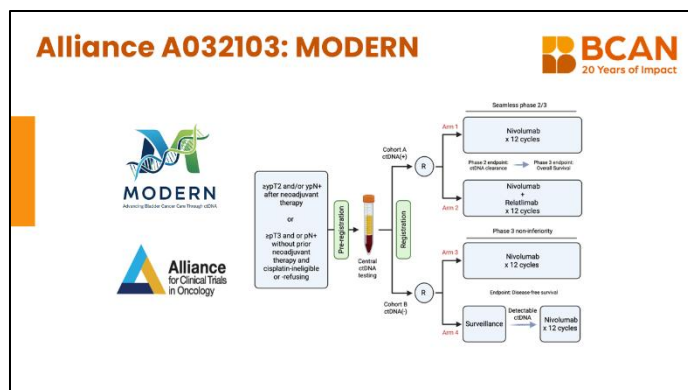 Alliance A032103: MODERN
BCAN
20 Years of Impact
MODERN
Advancing Bladder Cancer Care Through ctDNA
Alliance
for Clinical Trials
in Oncology
≥ypT2 and/or ypN+
after neoadjuvant
therapy
or
≥pT3 and or pN+
without prior
neoadjuvant
therapy and
cisplatin-ineligible
or -refusing
Pre-registration
Central
ctDNA
testing
Registration
Cohort A
ctDNA(+)
R
Cohort B
ctDNA(-)
R
Seamless phase 2/3
Arm 1
Nivolumab
x 12 cycles
Phase 2 endpoint:
ctDNA clearance
Phase 3 endpoint:
Overall Survival
Arm 2
Nivolumab
+
Relatlimab
x 12 cycles
Phase 3 non-inferiority
Arm 3
Nivolumab
x 12 cycles
Endpoint: Disease-free survival
Arm 4
Surveillance
Detectable
ctDNA
Nivolumab
x 12 cycles